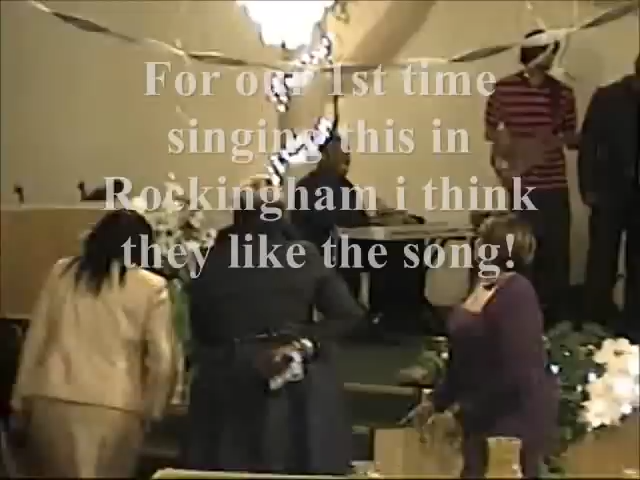 For our 1st time
singing this in
Rockingham i think
they like the song!